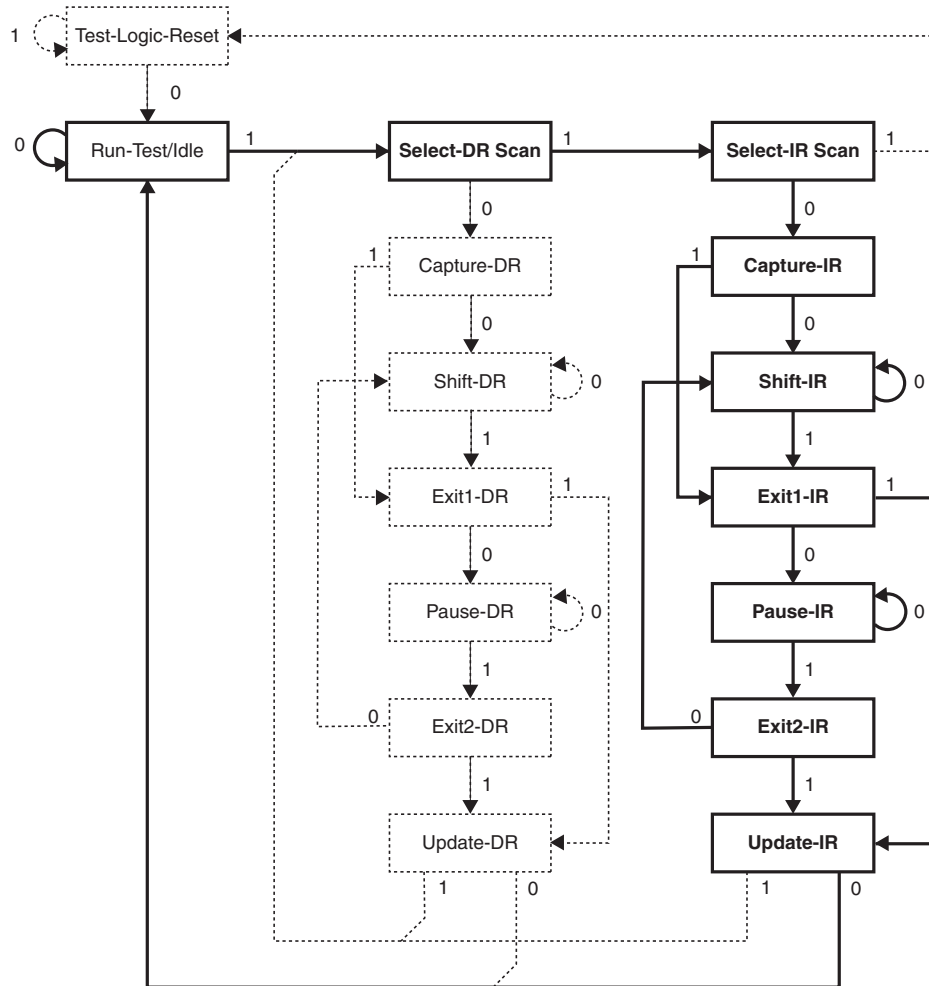 1
Test-Logic-Reset
0
0
Run-Test/Idle
1
Select-DR Scan
1
Select-IR Scan
1
0
0
1
Capture-DR
1
Capture-IR
0
0
Shift-DR
0
Shift-IR
0
1
1
Exit1-DR
1
Exit1-IR
1
0
0
Pause-DR
0
Pause-IR
0
1
1
0
Exit2-DR
0
Exit2-IR
1
1
Update-DR
Update-IR
1
0
1
0